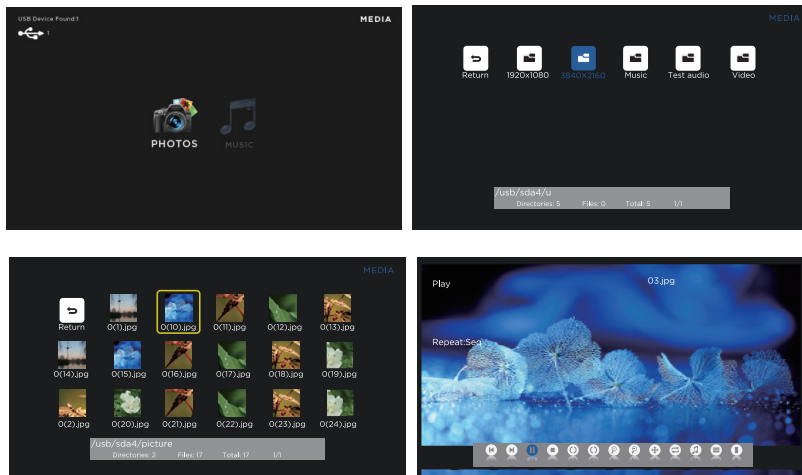 USB Device Found:1
MEDIA
1
PHOTOS
MUSIC
MEDIA
Return
1920x1080
3840X2160
Music
Test audio
Video
/usb/sda4/u
Directories: 5 Files: 0 Total: 5 1/1
MEDIA
Return
0(1).jpg
0(10).jpg
0(11).jpg
0(12).jpg
0(13).jpg
0(14).jpg
0(15).jpg
0(16).jpg
0(17).jpg
0(18).jpg
0(19).jpg
0(2).jpg
0(20).jpg
0(21).jpg
0(22).jpg
0(23).jpg
0(24).jpg
/usb/sda4/picture
Directories: 2 Files: 17 Total: 17 1/1
Play
03.jpg
Repeat:Seq